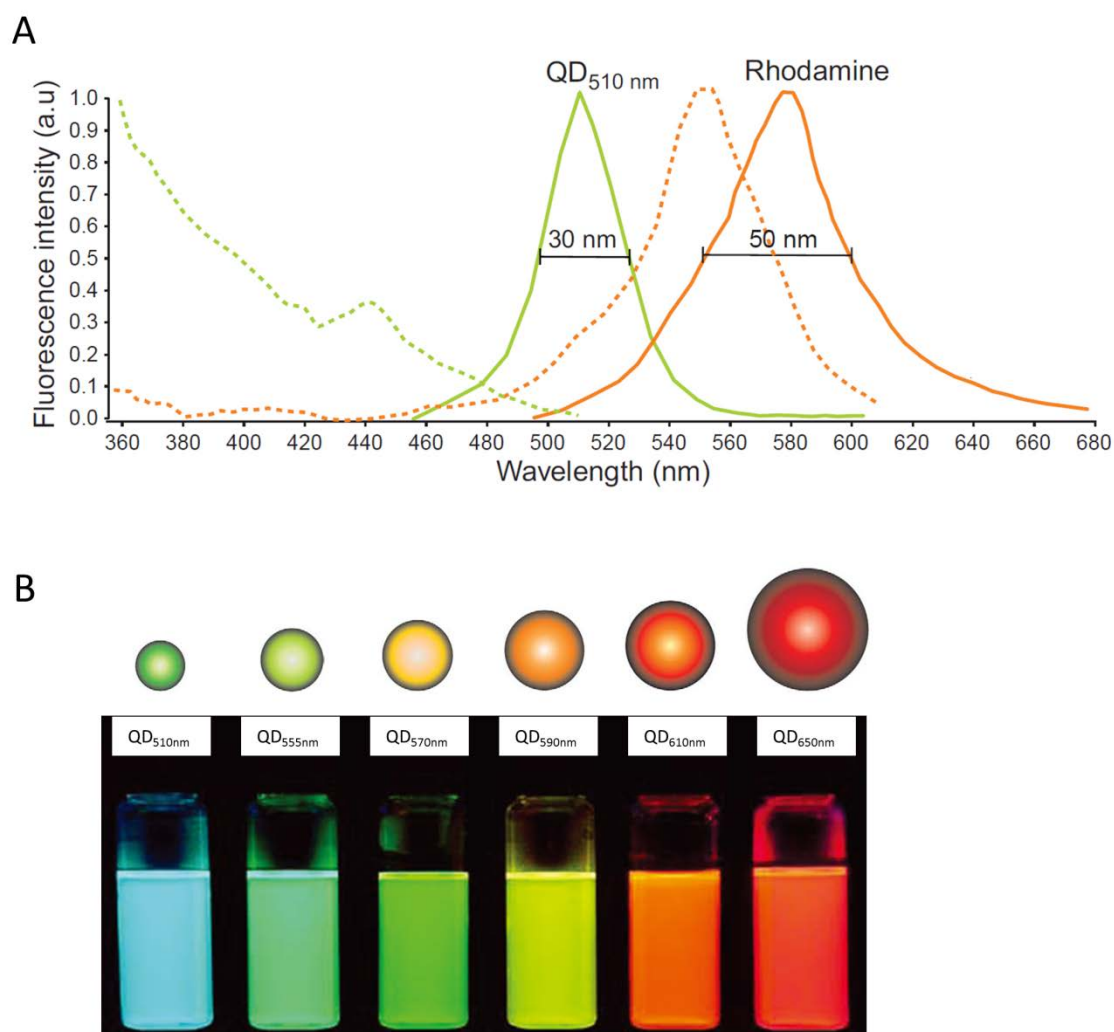 A
QD510 nm
Rhodamine
Fluorescence intensity (a.u)
1.0
0.9
0.8
0.7
0.6
0.5
0.4
0.3
0.2
0.1
0.0
30 nm
50 nm
360 380 400 420 440 460 480 500 520 540 560 580 600 620 640 660 680
Wavelength (nm)
B
QD510nm QD555nm QD570nm QD590nm QD610nm QD650nm